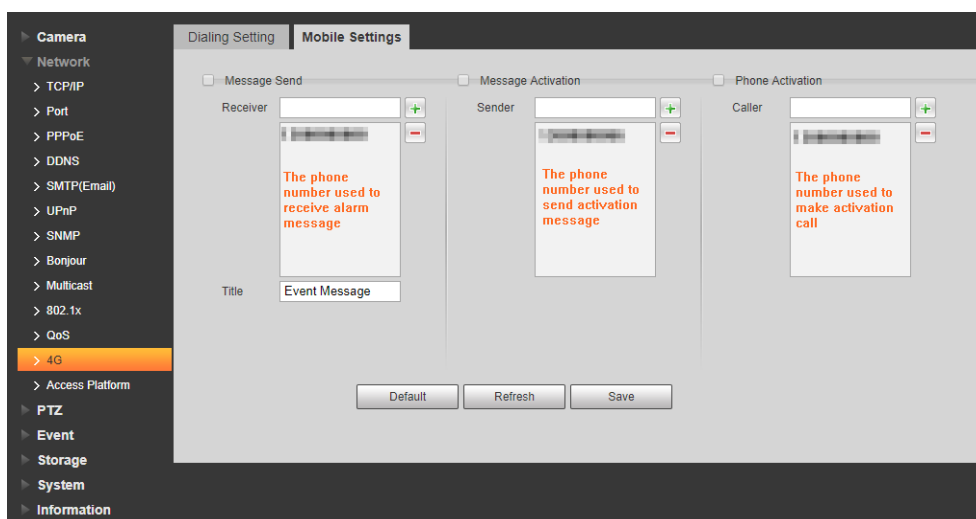 Camera
Network
TCP/IP
Port
PPPoE
DDNS
SMTP(Email)
UPnP
SNMP
Bonjour
Multicast
802.1x
QoS
4G
Access Platform
PTZ
Event
Storage
System
Information
Dialing Setting
Mobile Settings
Message Send
Receiver
The phone
number used to
receive alarm
message
Title
Event Message
Message Activation
Sender
The phone
number used to
send activation
message
Phone Activation
Caller
The phone
number used to
make activation
call
Default
Refresh
Save